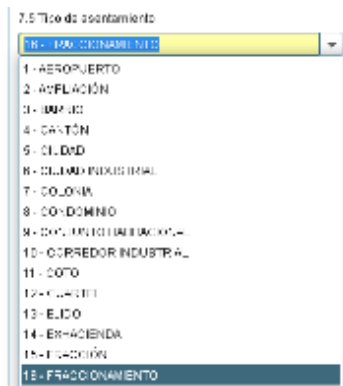 7.5 Tipo de asentamiento
16 - FRACCIONAMIENTO
1 - AEROPUERTO
2 - AMPLIACIÓN
3 - BARRIO
4 - CANTÓN
5 - CIUDAD
6 - CIUDAD INDUSTRIAL
7 - COLONIA
8 - CONDOMINIO
9 - CONJUNTO HABITACIONAL
10 - CORREDOR INDUSTRIAL
11 - COTO
12 - CUARTEL
13 - EJIDO
14 - EXHACIENDA
15 - FRACCIÓN
16 - FRACCIONAMIENTO